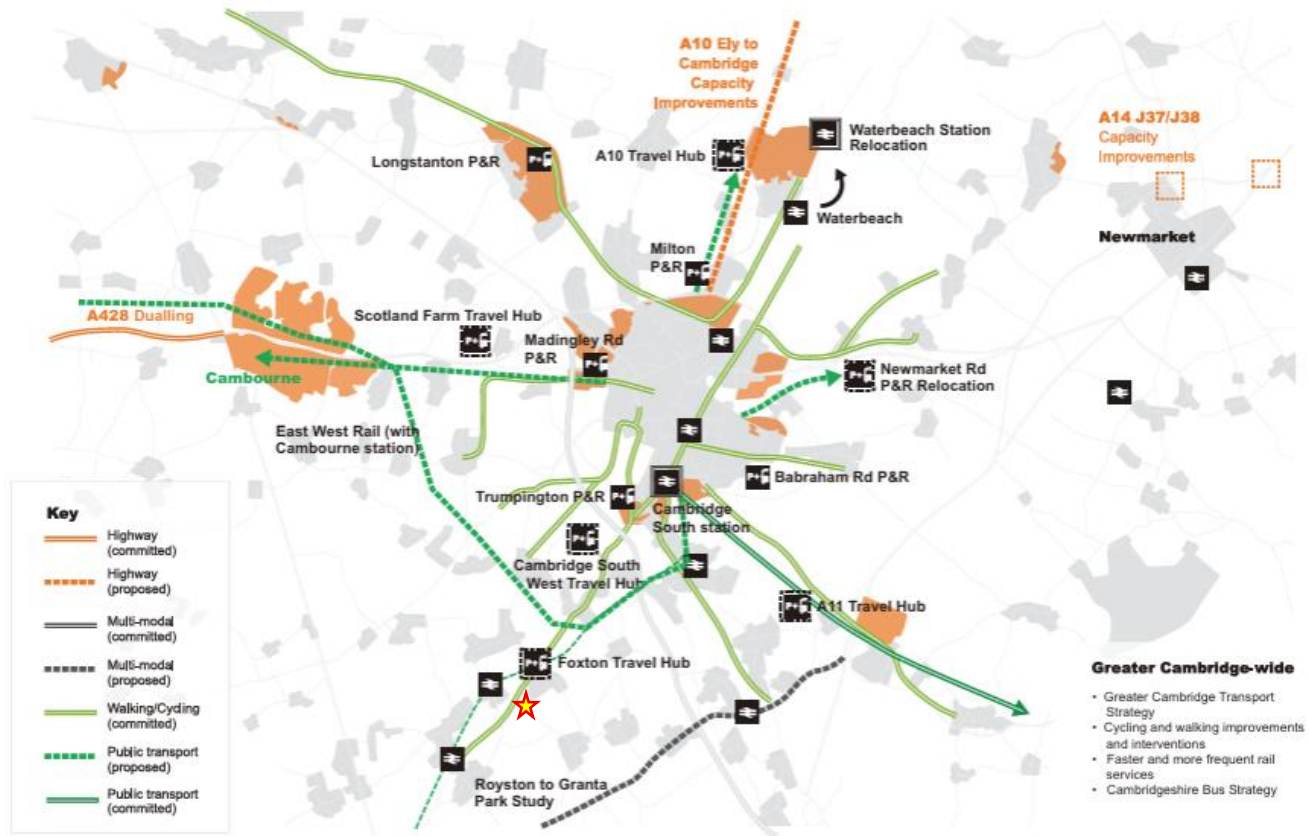 A10 Ely to
Cambridge
Capacity
Improvements
Waterbeach Station
Relocation
A14 J37/J38
Capacity
Improvements
Longstanton P&R
A10 Travel Hub
Waterbeach
Newmarket
Milton
P&R
A428 Dualling
Scotland Farm Travel Hub
Madingley Rd
P&R
Newmarket Rd
P&R Relocation
Cambourne
East West Rail (with
Cambourne station)
Babraham Rd P&R
Trumpington P&R
Cambridge
South station
Cambridge South
West Travel Hub
A11 Travel Hub
Foxton Travel Hub
Royston to Granta
Park Study
Key
Highway
(committed)
Highway
(proposed)
Multi-modal
(committed)
Multi-modal
(proposed)
Walking/Cycling
(committed)
Public transport
(proposed)
Public transport
(committed)
Greater Cambridge-wide
• Greater Cambridge Transport
Strategy
• Cycling and walking improvements
and interventions
• Faster and more frequent rail
services
• Cambridgeshire Bus Strategy